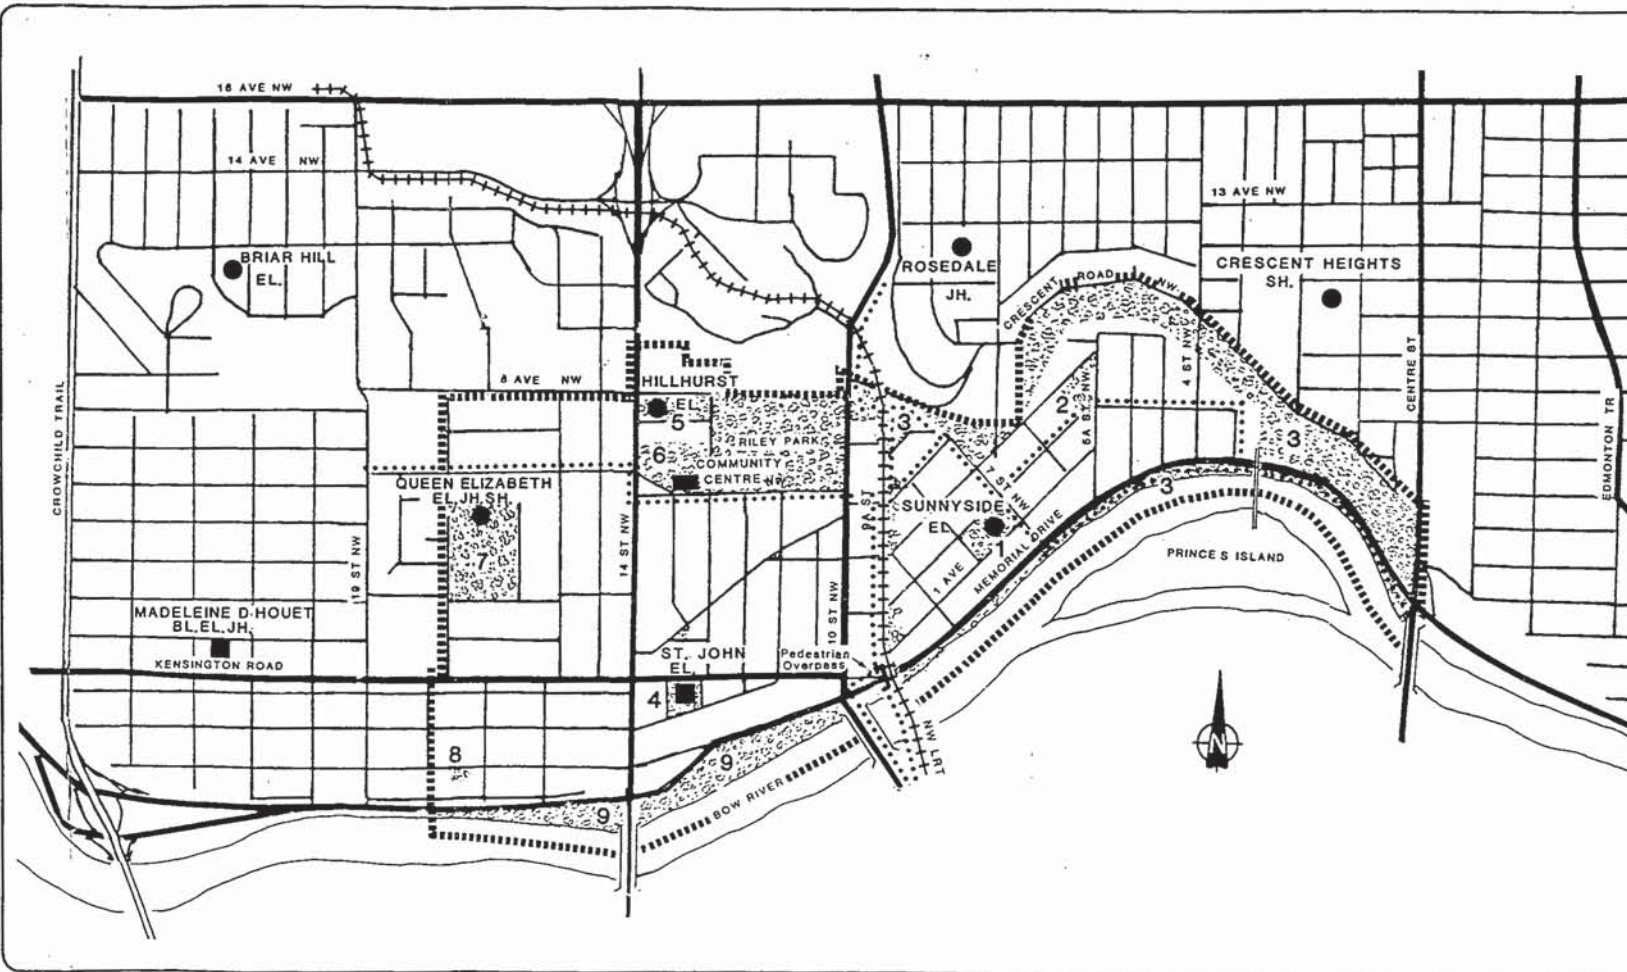 16 AVE NW
14 AVE NW
13 AVE NW
BRIAR HILL
EL.
ROSEDALE
JH.
CRESCENT HEIGHTS
SH.
CRESCENT ROAD NW
4 ST NW
CENTRE ST
EDMONTON TR
CROWCHILD TRAIL
8 AVE NW
HILLHURST
EL.
5
RILEY PARK
6
COMMUNITY
CENTRE
3
2
5A ST NW
3
7 ST NW
3
QUEEN ELIZABETH
EL.JH.SH.
7
19 ST NW
14 ST NW
9A ST
10 ST NW
SUNNYSIDE
EL.
1
1 AVE
MEMORIAL DRIVE
PRINCES ISLAND
MADELEINE D'HOUET
BL.EL.JH.
KENSINGTON ROAD
ST. JOHN
EL.
4
Pedestrian
Overpass
NW LRT
N
8
9
9
BOW RIVER